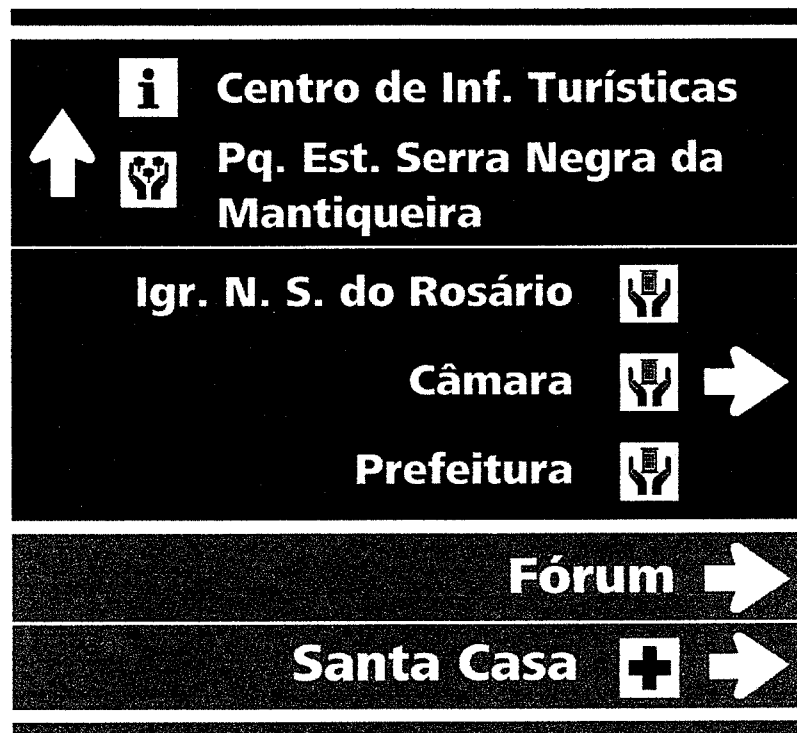 i Centro de Inf. Turísticas
Pq. Est. Serra Negra da
Mantiqueira
Igr. N. S. do Rosário
Câmara
Prefeitura
Fórum
Santa Casa